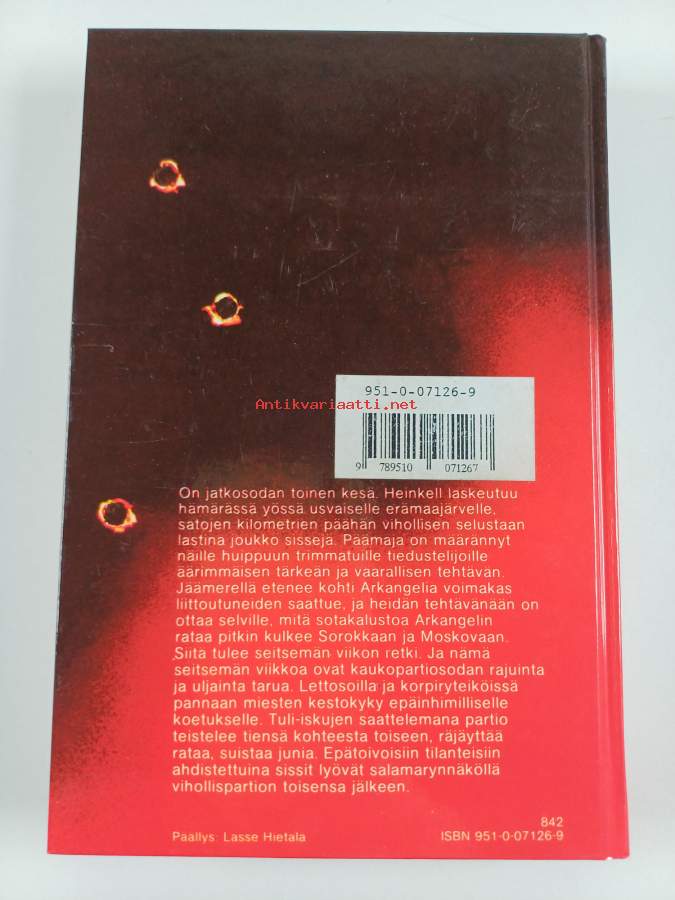 951-0-07126-9
Antikvariaatti.net
9 789510 071267
On jatkosodan toinen kesä. Heinkell laskeutuu
hämärässä yössä usvaiselle erämaajärvelle,
satojen kilometrien päähän vihollisen selustaan
lastina joukko sissejä. Päämaja on määrännyt
näille huippuun trimmatuille tiedustelijoille
äärimmäisen tärkeän ja vaarallisen tehtävän.
Jäämerellä etenee kohti Arkangelia voimakas
liittoutuneiden saattue, ja heidän tehtävänään on
ottaa selville, mitä sotakalustoa Arkangelin
rataa pitkin kulkee Sorokkaan ja Moskovaan.
Siitä tulee seitsemän viikon retki. Ja nämä
seitsemän viikkoa ovat kaukopartiosodan rajuinta
ja uljainta tarua. Lettosoilla ja korpiryteiköissä
pannaan miesten kestokyky epäinhimilliselle
koetukselle. Tuli-iskujen saattelemana partio
teistelee tiensä kohteesta toiseen, räjäyttää
rataa, suistaa junia. Epätoivoisiin tilanteisiin
ahdistettuina sissit lyövät salamarynnäköllä
vihollispartion toisensa jälkeen.
842
Päällys: Lasse Hietala
ISBN 951-0-07126-9